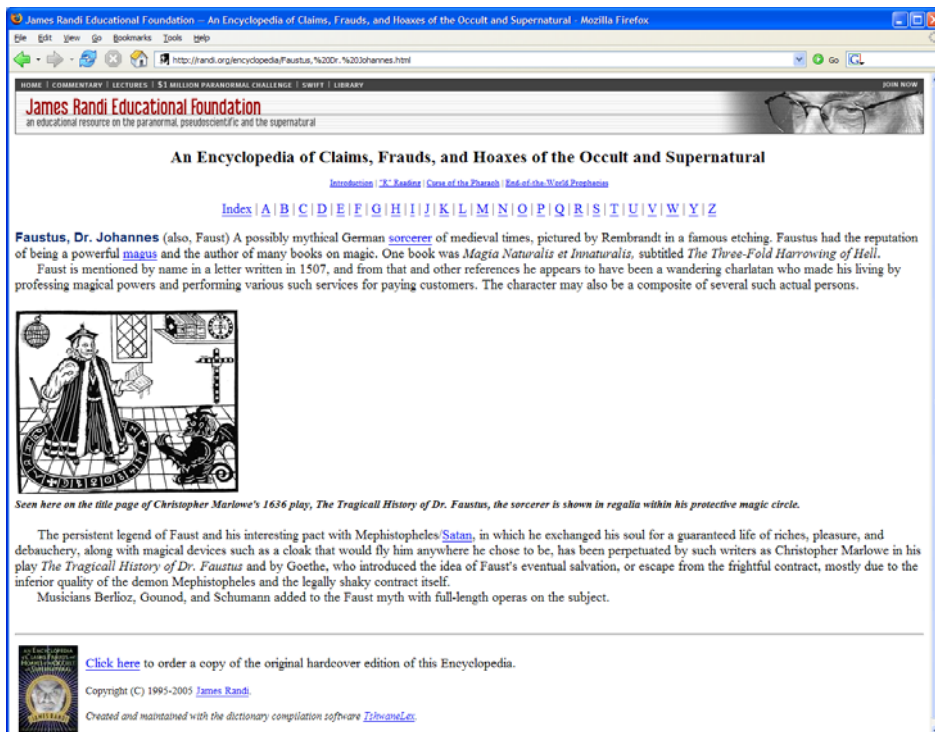 James Randi Educational Foundation — An Encyclopedia of Claims, Frauds, and Hoaxes of the Occult and Supernatural - Mozilla Firefox
File Edit View Go Bookmarks Tools Help
http://randi.org/encyclopedia/Faustus,%20Dr.%20Johannes.html Go
HOME | COMMENTARY | LECTURES | $1 MILLION PARANORMAL CHALLENGE | SWIFT | LIBRARY JOIN NOW
James Randi Educational Foundation
an educational resource on the paranormal, pseudoscientific and the supernatural
An Encyclopedia of Claims, Frauds, and Hoaxes of the Occult and Supernatural
Introduction | "K" Reading | Curse of the Pharaoh | End-of-the-World Prophecies
Index | A | B | C | D | E | F | G | H | I | J | K | L | M | N | O | P | Q | R | S | T | U | V | W | Y | Z
Faustus, Dr. Johannes (also, Faust) A possibly mythical German sorcerer of medieval times, pictured by Rembrandt in a famous etching. Faustus had the reputation
of being a powerful magus and the author of many books on magic. One book was Magia Naturalis et Innaturalis, subtitled The Three-Fold Harrowing of Hell.
Faust is mentioned by name in a letter written in 1507, and from that and other references he appears to have been a wandering charlatan who made his living by
professing magical powers and performing various such services for paying customers. The character may also be a composite of several such actual persons.
Seen here on the title page of Christopher Marlowe's 1636 play, The Tragicall History of Dr. Faustus, the sorcerer is shown in regalia within his protective magic circle.
The persistent legend of Faust and his interesting pact with Mephistopheles/Satan, in which he exchanged his soul for a guaranteed life of riches, pleasure, and
debauchery, along with magical devices such as a cloak that would fly him anywhere he chose to be, has been perpetuated by such writers as Christopher Marlowe in his
play The Tragicall History of Dr. Faustus and by Goethe, who introduced the idea of Faust's eventual salvation, or escape from the frightful contract, mostly due to the
inferior quality of the demon Mephistopheles and the legally shaky contract itself.
Musicians Berlioz, Gounod, and Schumann added to the Faust myth with full-length operas on the subject.
AN ENCYCLOPEDIA
OF CLAIMS, FRAUDS, AND
HOAXES OF THE OCCULT
AND SUPERNATURAL
JAMES RANDI
Click here to order a copy of the original hardcover edition of this Encyclopedia.
Copyright (C) 1995-2005 James Randi.
Created and maintained with the dictionary compilation software TshwaneLex.